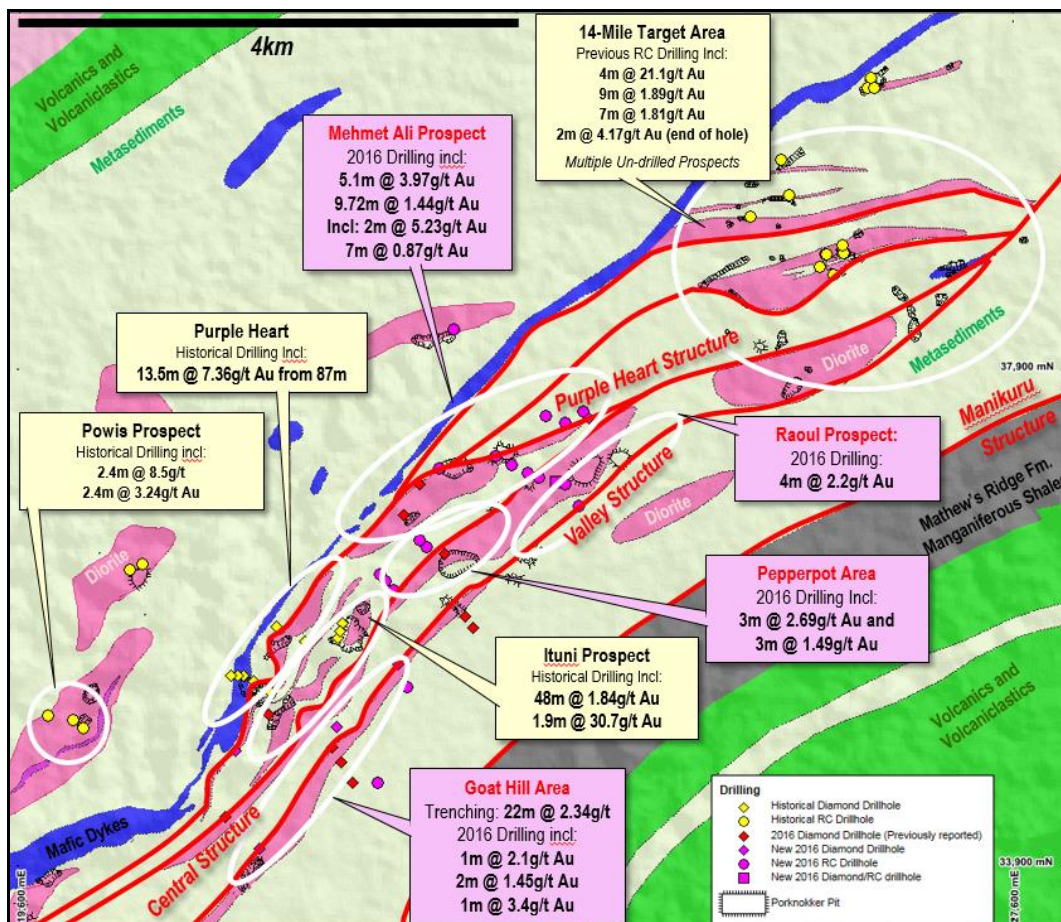 4km
Volcanics and
Volcaniclastics
Metasediments
14-Mile Target Area
Previous RC Drilling Incl:
4m @ 21.1g/t Au
9m @ 1.89g/t Au
7m @ 1.81g/t Au
2m @ 4.17g/t Au (end of hole)
Multiple Un-drilled Prospects
Mehmet Ali Prospect
2016 Drilling incl:
5.1m @ 3.97g/t Au
9.72m @ 1.44g/t Au
Incl: 2m @ 5.23g/t Au
7m @ 0.87g/t Au
Purple Heart
Historical Drilling Incl:
13.5m @ 7.36g/t Au from 87m
Powis Prospect
Historical Drilling incl:
2.4m @ 8.5g/t
2.4m @ 3.24g/t Au
Purple Heart Structure
Diorite
Metasediments
37,900 mN
Manikuru
Structure
Raoul Prospect:
2016 Drilling:
4m @ 2.2g/t Au
Valley Structure
Diorite
Mathew's Ridge Fm.
Manganiferous Shale
Diorite
Pepperpot Area
2016 Drilling Incl:
3m @ 2.69g/t Au and
3m @ 1.49g/t Au
Ituni Prospect
Historical Drilling Incl:
48m @ 1.84g/t Au
1.9m @ 30.7g/t Au
Volcanics and
Volcaniclastics
Goat Hill Area
Trenching: 22m @ 2.34g/t
2016 Drilling incl:
1m @ 2.1g/t Au
2m @ 1.45g/t Au
1m @ 3.4g/t Au
Mafic Dykes
Central Structure
19,600 mE
Drilling
Historical Diamond Drillhole
Historical RC Drillhole
2016 Diamond Drillhole (Previously reported)
New 2016 Diamond Drillhole
New 2016 RC Drillhole
New 2016 Diamond/RC drillhole
Porknokker Pit
33,900 mN
27,600 mE